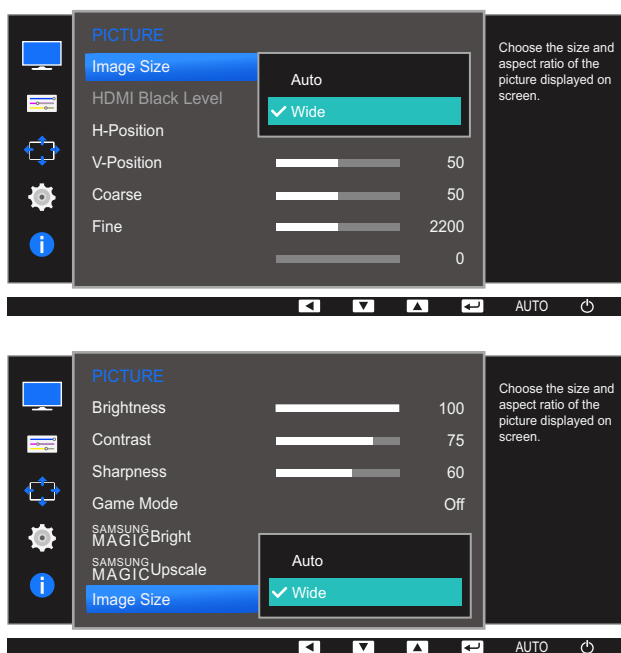 PICTURE
Image Size
Auto
Wide
HDMI Black Level
H-Position
V-Position 50
Coarse 50
Fine 2200
0
Choose the size and
aspect ratio of the
picture displayed on
screen.
AUTO
PICTURE
Brightness 100
Contrast 75
Sharpness 60
Game Mode Off
SAMSUNG
MAGICBright
SAMSUNG
MAGICUpscale
Image Size
Auto
Wide
Choose the size and
aspect ratio of the
picture displayed on
screen.
AUTO